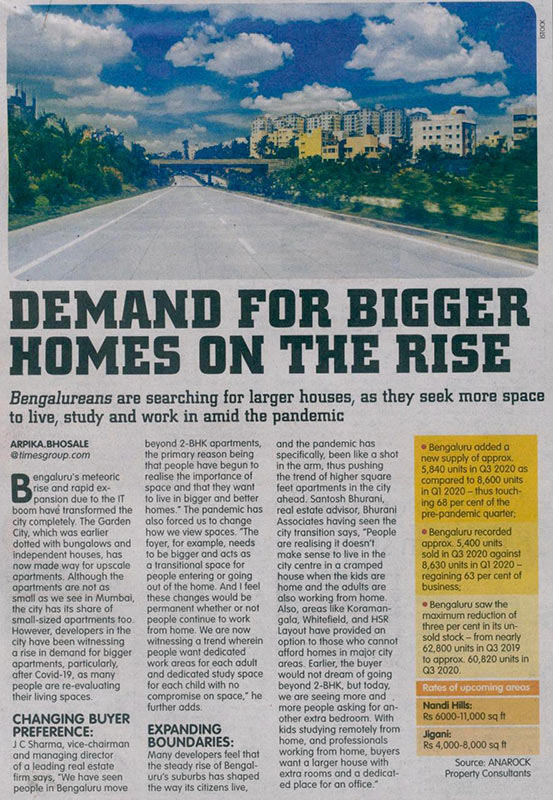 ISTOCK
DEMAND FOR BIGGER
HOMES ON THE RISE
Bengalureans are searching for larger houses, as they seek more space
to live, study and work in amid the pandemic
ARPIKA.BHOSALE
@timesgroup.com
Bengaluru's meteoric
rise and rapid ex-
pansion due to the IT
boom have transformed the
city completely. The Garden
City, which was earlier
dotted with bungalows and
independent houses, has
now made way for upscale
apartments. Although the
apartments are not as
small as we see in Mumbai,
the city has its share of
small-sized apartments too.
However, developers in the
city have been witnessing
a rise in demand for bigger
apartments, particularly,
after Covid-19, as many
people are re-evaluating
their living spaces.
CHANGING BUYER
PREFERENCE:
J C Sharma, vice-chairman
and managing director
of a leading real estate
firm says, "We have seen
people in Bengaluru move
beyond 2-BHK apartments,
the primary reason being
that people have begun to
realise the importance of
space and that they want
to live in bigger and better
homes." The pandemic has
also forced us to change
how we view spaces. "The
foyer, for example, needs
to be bigger and acts as
a transitional space for
people entering or going
out of the home. And I feel
these changes would be
permanent whether or not
people continue to work
from home. We are now
witnessing a trend wherein
people want dedicated
work areas for each adult
and dedicated study space
for each child with no
compromise on space," he
further adds.
EXPANDING
BOUNDARIES:
Many developers feel that
the steady rise of Bengal-
uru's suburbs has shaped
the way its citizens live,
and the pandemic has
specifically, been like a shot
in the arm, thus pushing
the trend of higher square
feet apartments in the city
ahead. Santosh Bhurani,
real estate advisor, Bhurani
Associates having seen the
city transition says, "People
are realising it doesn't
make sense to live in the
city centre in a cramped
house when the kids are
home and the adults are
also working from home.
Also, areas like Koraman-
gala, Whitefield, and HSR
Layout have provided an
option to those who cannot
afford homes in major city
areas. Earlier, the buyer
would not dream of going
beyond 2-BHK, but today,
we are seeing more and
more people asking for an-
other extra bedroom. With
kids studying remotely from
home, and professionals
working from home, buyers
want a larger house with
extra rooms and a dedicat-
ed place for an office."
• Bengaluru added a
new supply of approx.
5,840 units in Q3 2020 as
compared to 8,600 units
in Q1 2020 – thus touch-
ing 68 per cent of the
pre-pandemic quarter;
• Bengaluru recorded
approx. 5,400 units
sold in Q3 2020 against
8,630 units in Q1 2020 –
regaining 63 per cent of
business;
• Bengaluru saw the
maximum reduction of
three per cent in its un-
sold stock – from nearly
62,800 units in Q3 2019
to approx. 60,820 units in
Q3 2020.
Rates of upcoming areas
Nandi Hills:
Rs 6000-11,000 sq ft
Jigani:
Rs 4,000-8,000 sq ft
Source: ANAROCK
Property Consultants